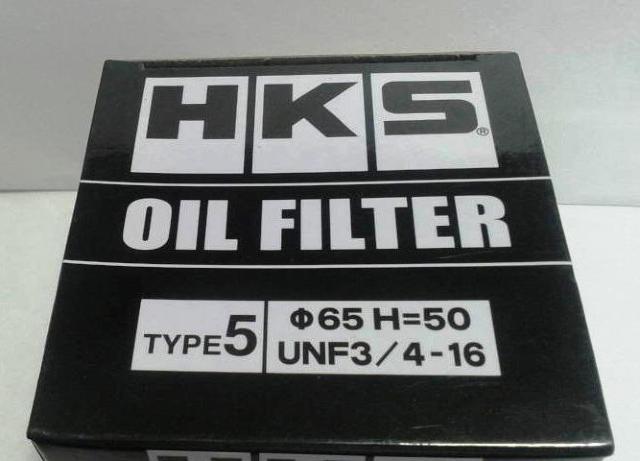 HKS®
OIL FILTER
TYPE5
Φ65 H=50
UNF3/4-16